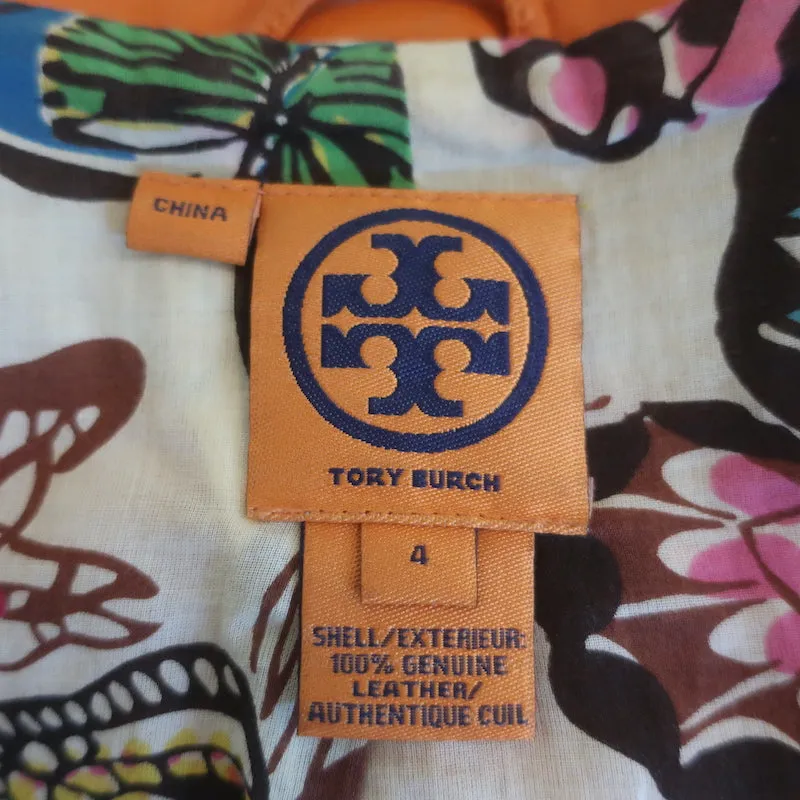 CHINA
TORY BURCH
4
SHELL/EXTERIEUR:
100% GENUINE
LEATHER/
AUTHENTIQUE CUIL